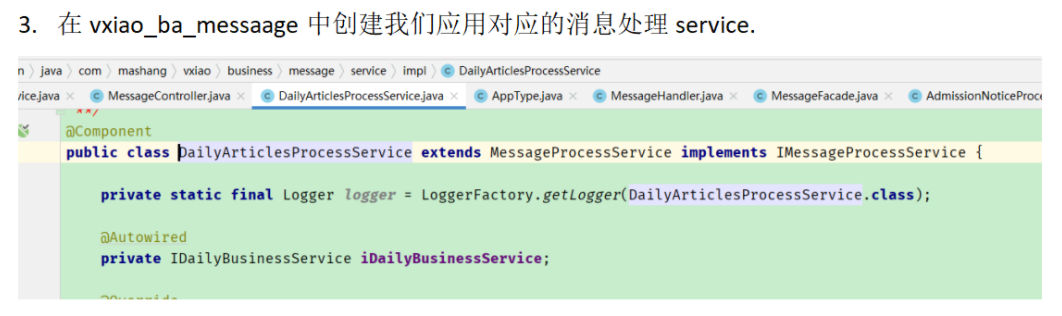 3. 在 vxiao_ba_messaage 中创建我们应用对应的消息处理 service.
n 〉 java 〉 com 〉 mashang 〉 vxiao 〉 business 〉 message 〉 service 〉 impl 〉 C DailyArticlesProcessService
vice.java × C MessageController.java × C DailyArticlesProcessService.java × C AppType.java × C MessageHandler.java × C MessageFacade.java × C AdmissionNoticeProce
**/
@Component
public class DailyArticlesProcessService extends MessageProcessService implements IMessageProcessService {
private static final Logger logger = LoggerFactory.getLogger(DailyArticlesProcessService.class);
@Autowired
private IDailyBusinessService iDailyBusinessService;